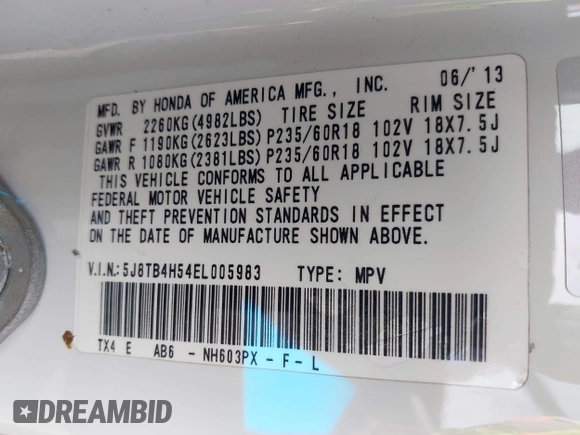 MFD. BY HONDA OF AMERICA MFG., INC. 06/'13
GVWR 2260KG(4982LBS) TIRE SIZE RIM SIZE
GAWR F 1190KG(2623LBS)P235/60R18 102V 18X7.5J
GAWR R 1080KG(2381LBS)P235/60R18 102V 18X7.5J
THIS VEHICLE CONFORMS TO ALL APPLICABLE
FEDERAL MOTOR VEHICLE SAFETY
AND THEFT PREVENTION STANDARDS IN EFFECT
ON THE DATE OF MANUFACTURE SHOWN ABOVE.
V.I.N.:5J8TB4H54EL005983 TYPE: MPV
TX4 E AB6 - NH603PX - F - L
DREAMBID